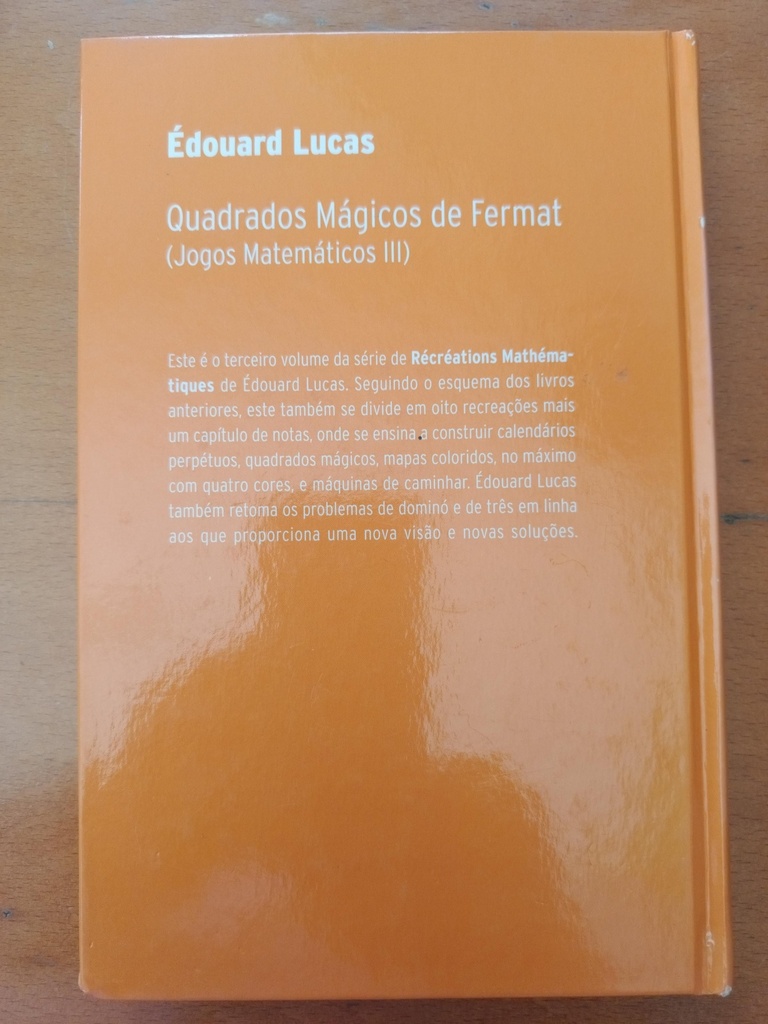 Édouard Lucas
Quadrados Mágicos de Fermat
(Jogos Matemáticos III)
Este é o terceiro volume da série de Récréations Mathéma-
tiques de Édouard Lucas. Seguindo o esquema dos livros
anteriores, este também se divide em oito recreações mais
um capítulo de notas, onde se ensina a construir calendários
perpétuos, quadrados mágicos, mapas coloridos, no máximo
com quatro cores, e máquinas de caminhar. Édouard Lucas
também retoma os problemas de dominó e de três em linha
aos que proporciona uma nova visão e novas soluções.